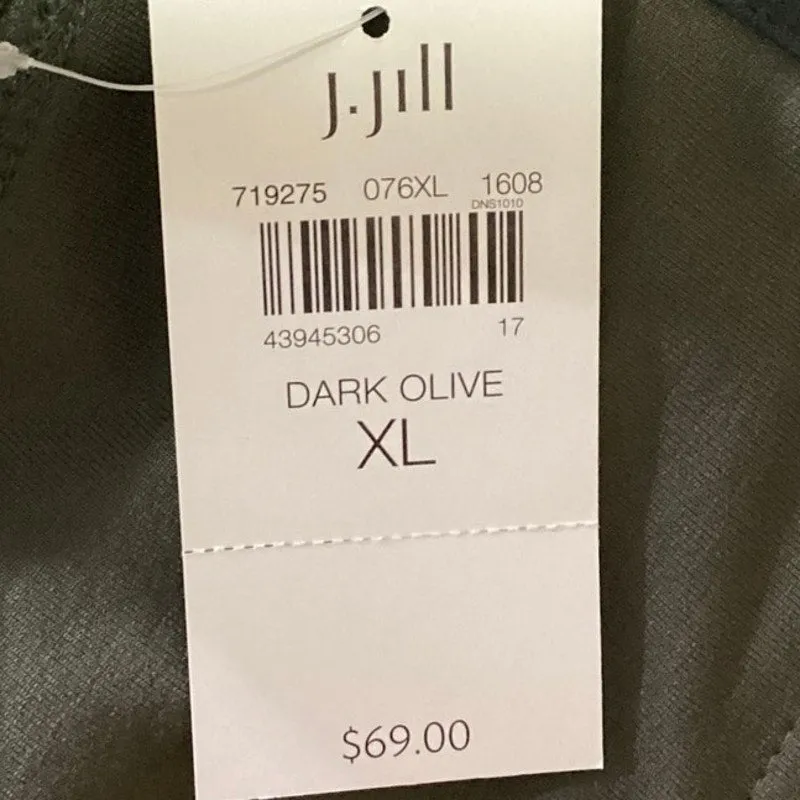 J.Jill
719275 076XL 1608
DNS1010
43945306 17
DARK OLIVE
XL
$69.00